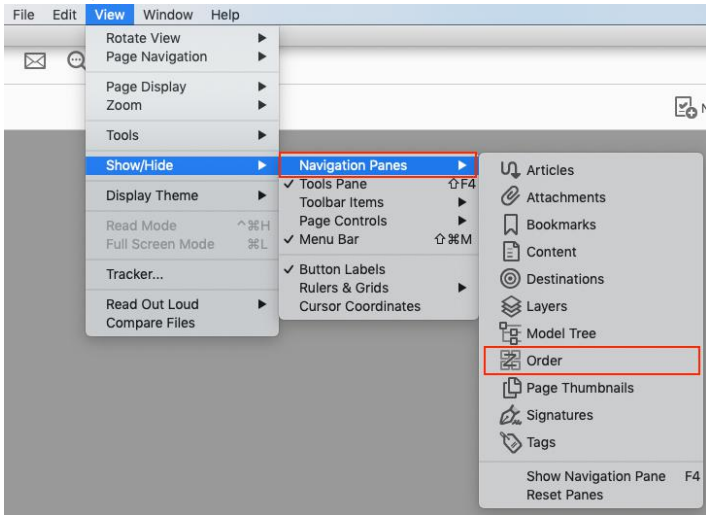 File Edit View Window Help
Rotate View
Page Navigation
Page Display
Zoom
Tools
Show/Hide
Display Theme
Read Mode ^⌘H
Full Screen Mode ⌘L
Tracker...
Read Out Loud
Compare Files
Navigation Panes
✓ Tools Pane ⇧F4
Toolbar Items
Page Controls
✓ Menu Bar ⇧⌘M
✓ Button Labels
Rulers & Grids
Cursor Coordinates
Articles
Attachments
Bookmarks
Content
Destinations
Layers
Model Tree
Order
Page Thumbnails
Signatures
Tags
Show Navigation Pane F4
Reset Panes